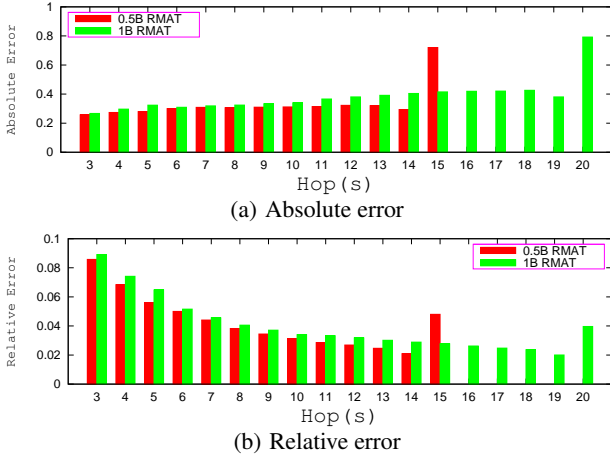 1
0.8
0.6
0.4
0.2
0
Absolute Error
0.5B RMAT
1B RMAT
3 4 5 6 7 8 9 10 11 12 13 14 15 16 17 18 19 20
Hop(s)
(a) Absolute error
0.1
0.08
0.06
0.04
0.02
0
Relative Error
0.5B RMAT
1B RMAT
3 4 5 6 7 8 9 10 11 12 13 14 15 16 17 18 19 20
Hop(s)
(b) Relative error